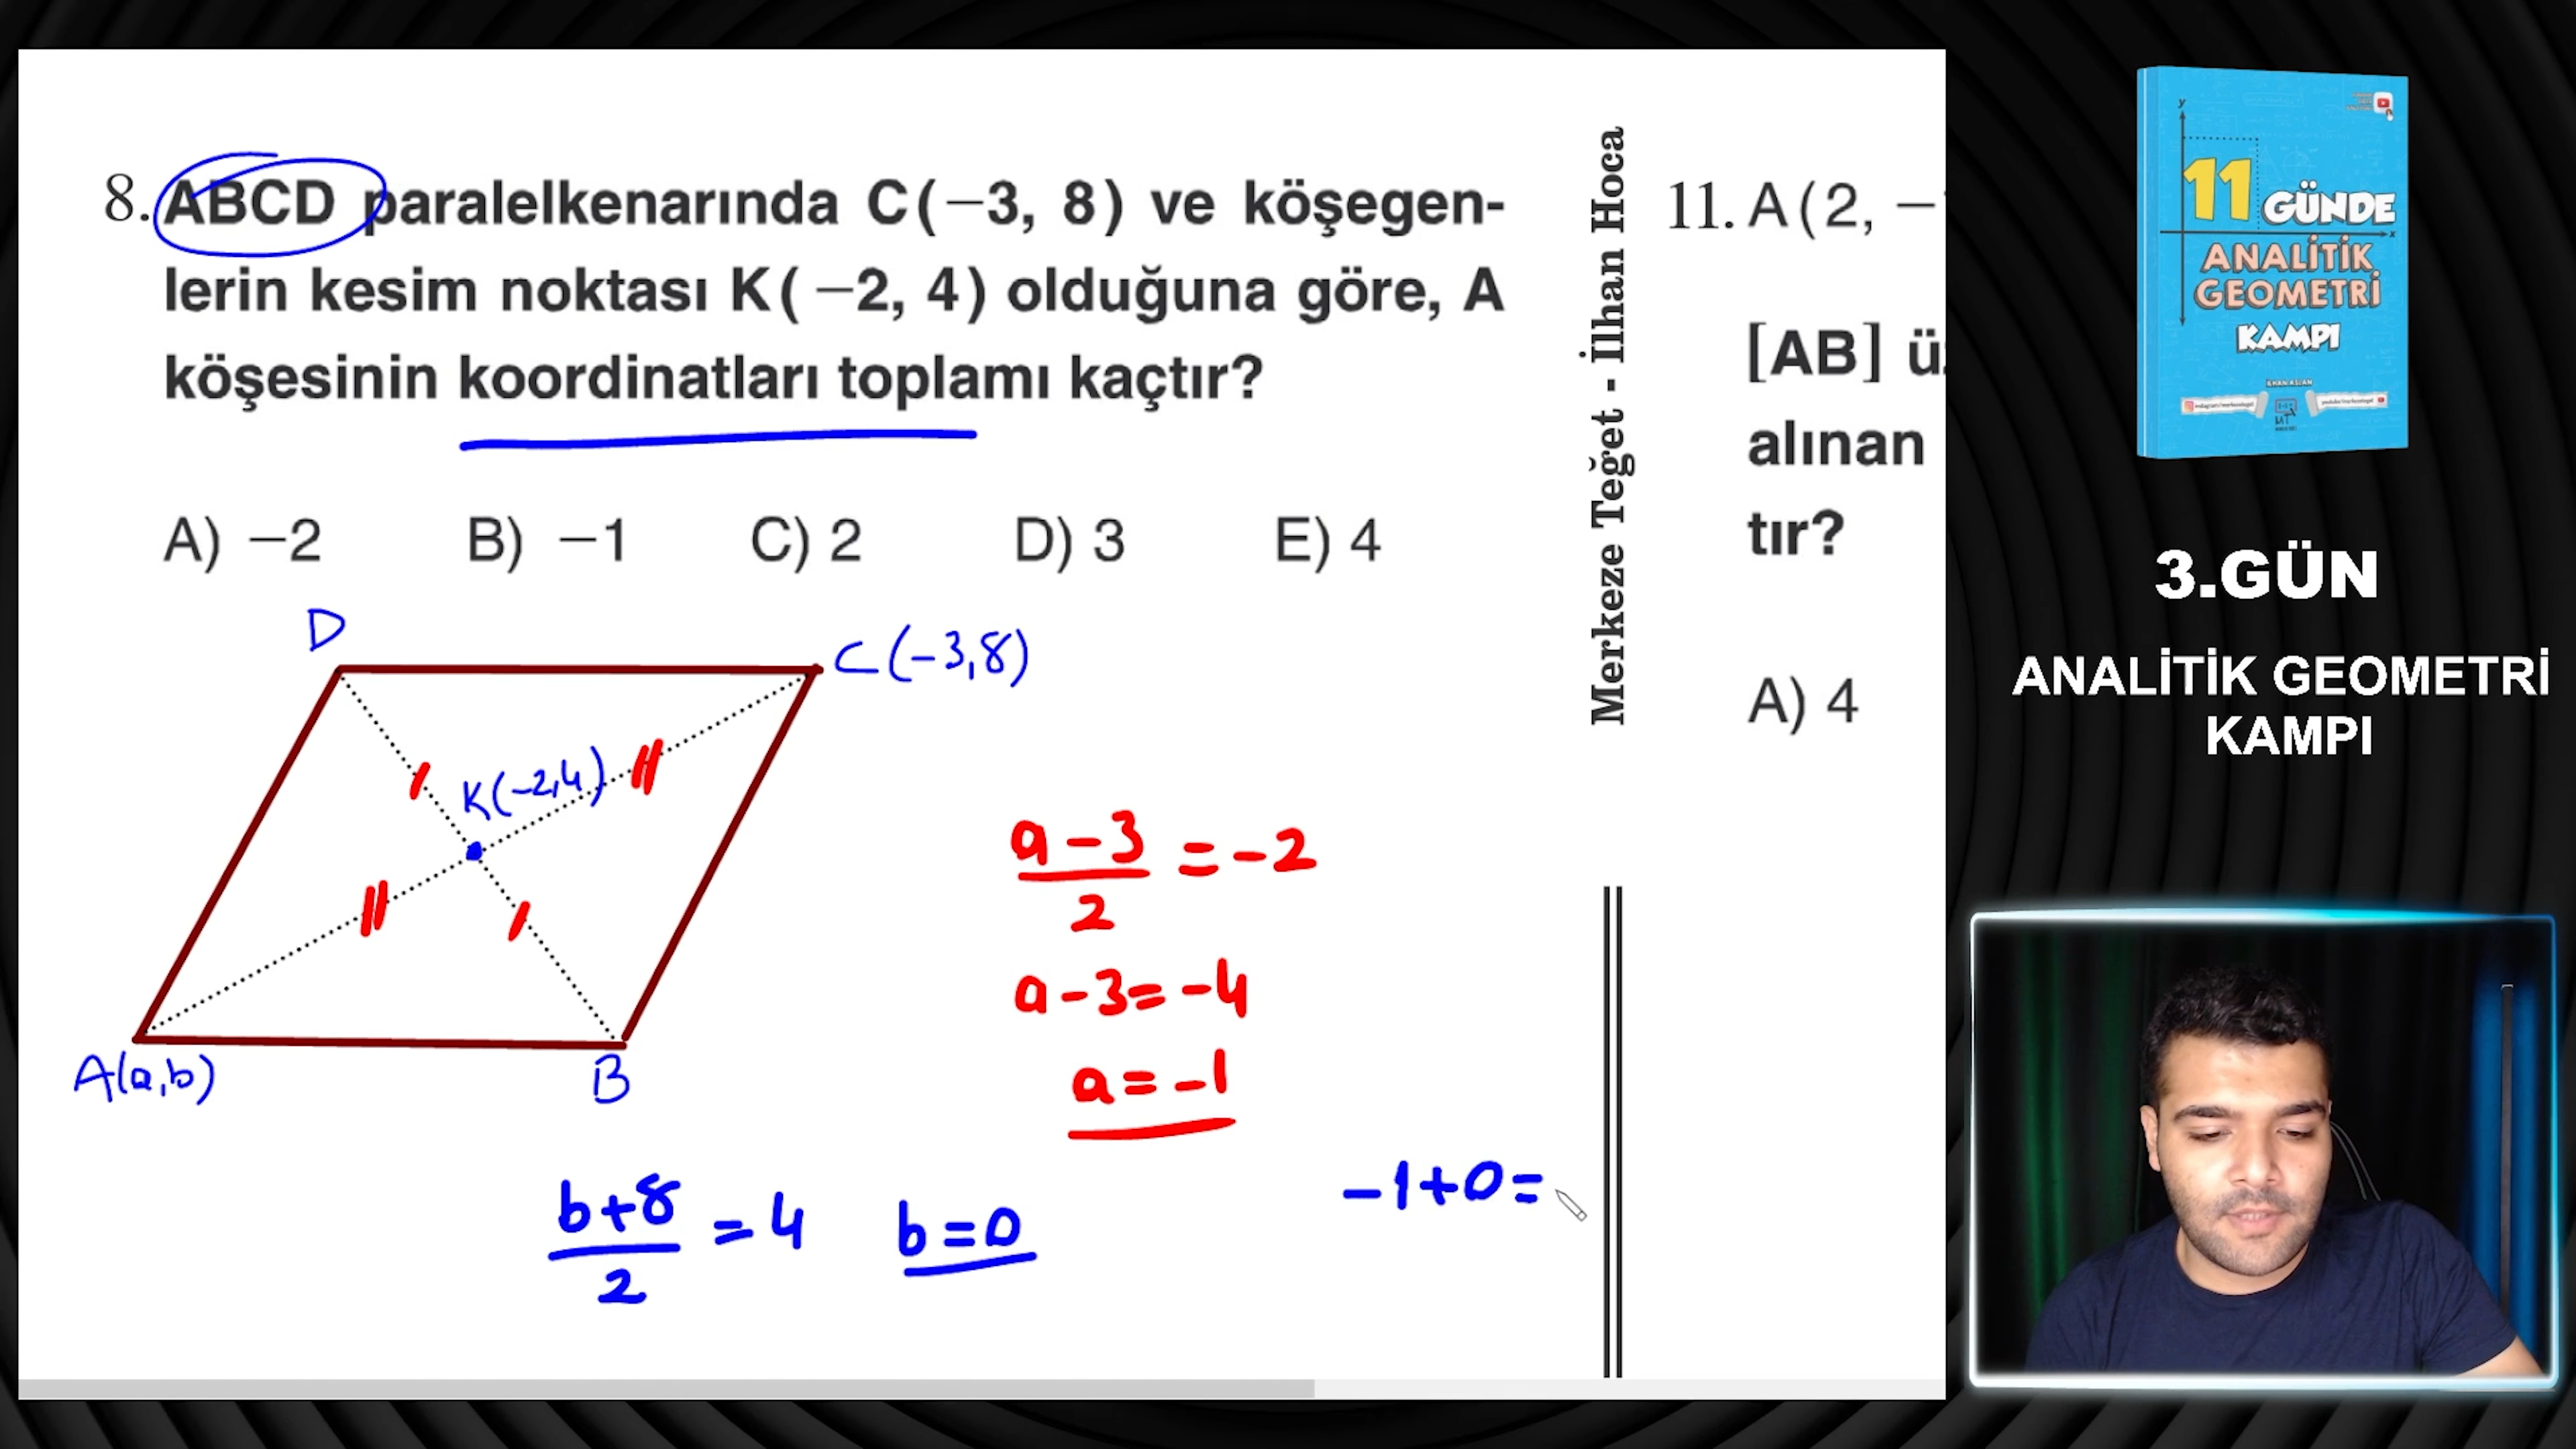 8. ABCD paralelkenarında C(−3, 8) ve köşegen-
lerin kesim noktası K( −2, 4) olduğuna göre, A
köşesinin koordinatları toplamı kaçtır?
A) −2 B) −1 C) 2 D) 3 E) 4
D
C(-3,8)
K(-2,4)
A(a,b)
B
a-3/2 = -2
a-3=-4
a=-1
b+8/2 = 4 b=0
-1+0=
Merkeze Teğet - İlhan Hoca
11. A(2, −
[AB]
alınan
tır?
A) 4
y
11 GÜNDE
x
ANALİTİK
GEOMETRİ
KAMPI
İLHAN ASLAN
3.GÜN
ANALİTİK GEOMETRİ
KAMPI